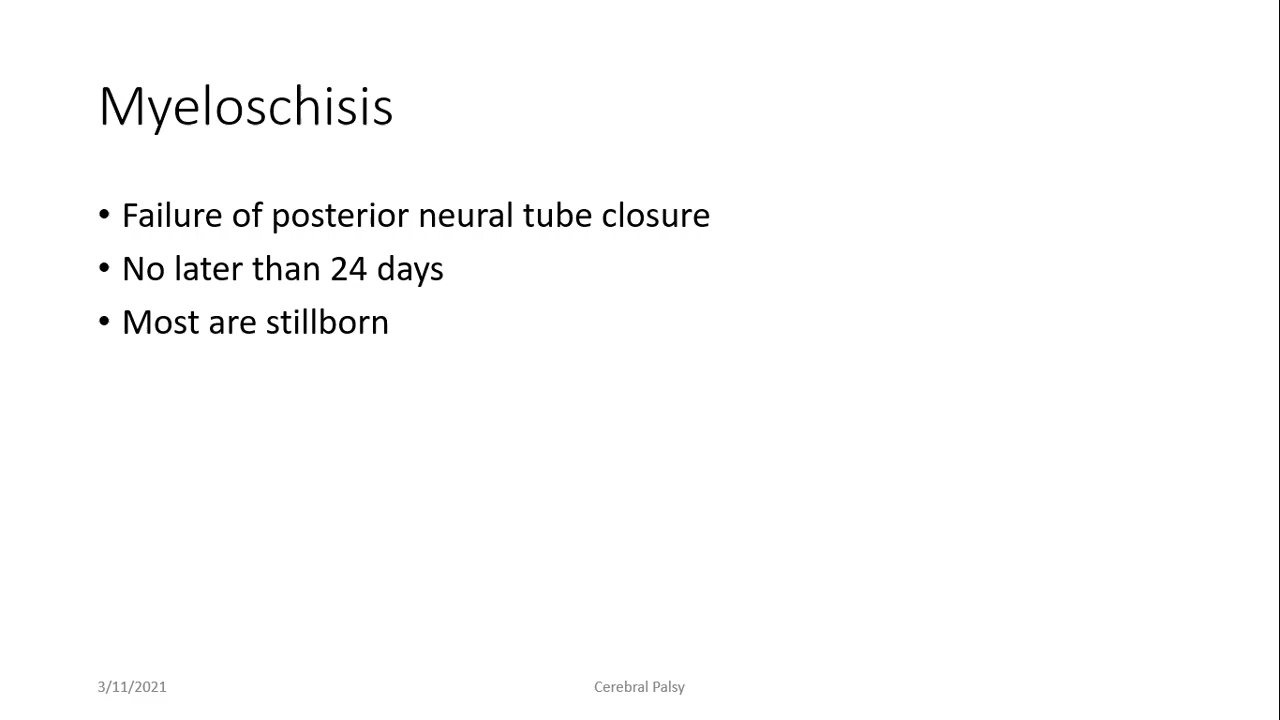 Myeloschisis
• Failure of posterior neural tube closure
• No later than 24 days
• Most are stillborn
3/11/2021
Cerebral Palsy